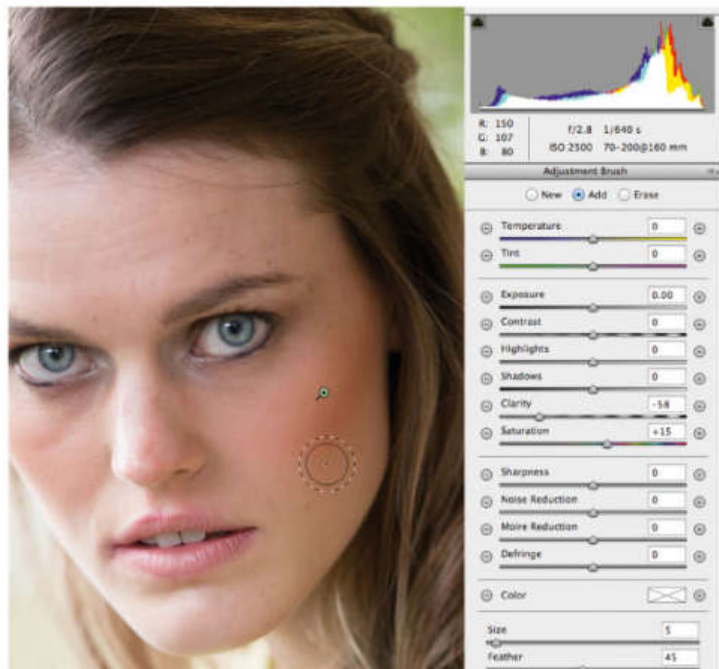 R: 150
G: 107
B: 80
f/2.8 1/640 s
ISO 2500 70-200@160 mm
Adjustment Brush
New Add Erase
Temperature 0
Tint 0
Exposure 0.00
Contrast 0
Highlights 0
Shadows 0
Clarity -58
Saturation +15
Sharpness 0
Noise Reduction 0
Moire Reduction 0
Defringe 0
Color
Size 5
Feather 45